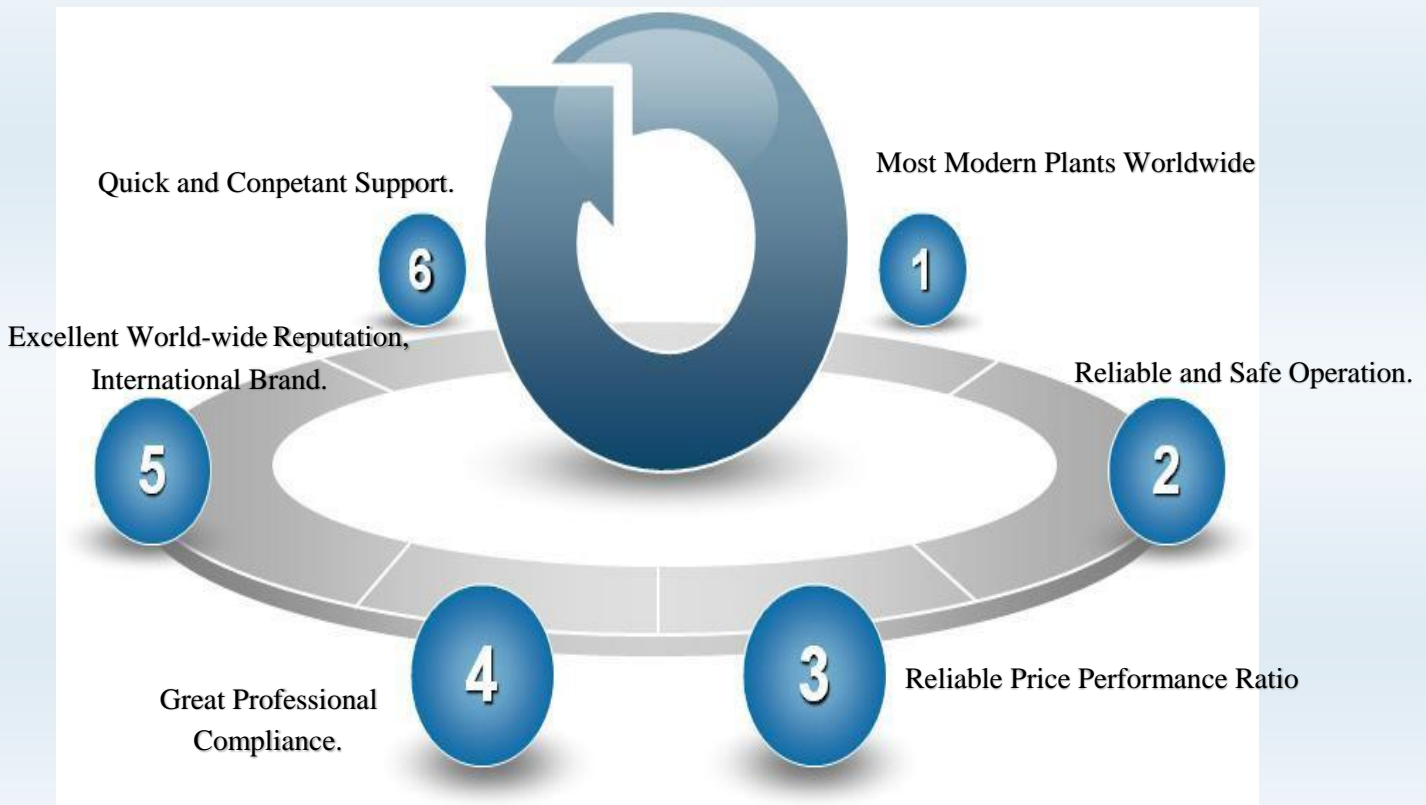 Most Modern Plants Worldwide
1
Reliable and Safe Operation.
2
Reliable Price Performance Ratio
3
Great Professional
Compliance.
4
Excellent World-wide Reputation,
International Brand.
5
Quick and Conpetant Support.
6